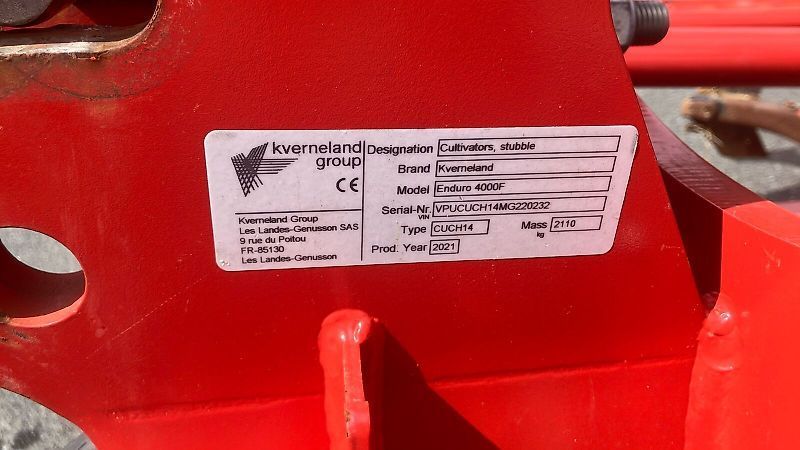 kverneland
group
CE
Kverneland Group
Les Landes-Genusson SAS
9 rue du Poitou
FR-85130
Les Landes-Genusson
Designation Cultivators, stubble
Brand Kverneland
Model Enduro 4000F
Serial-Nr. VPUCUCH14MG220232
VIN
Type CUCH14 Mass 2110
kg
Prod. Year 2021